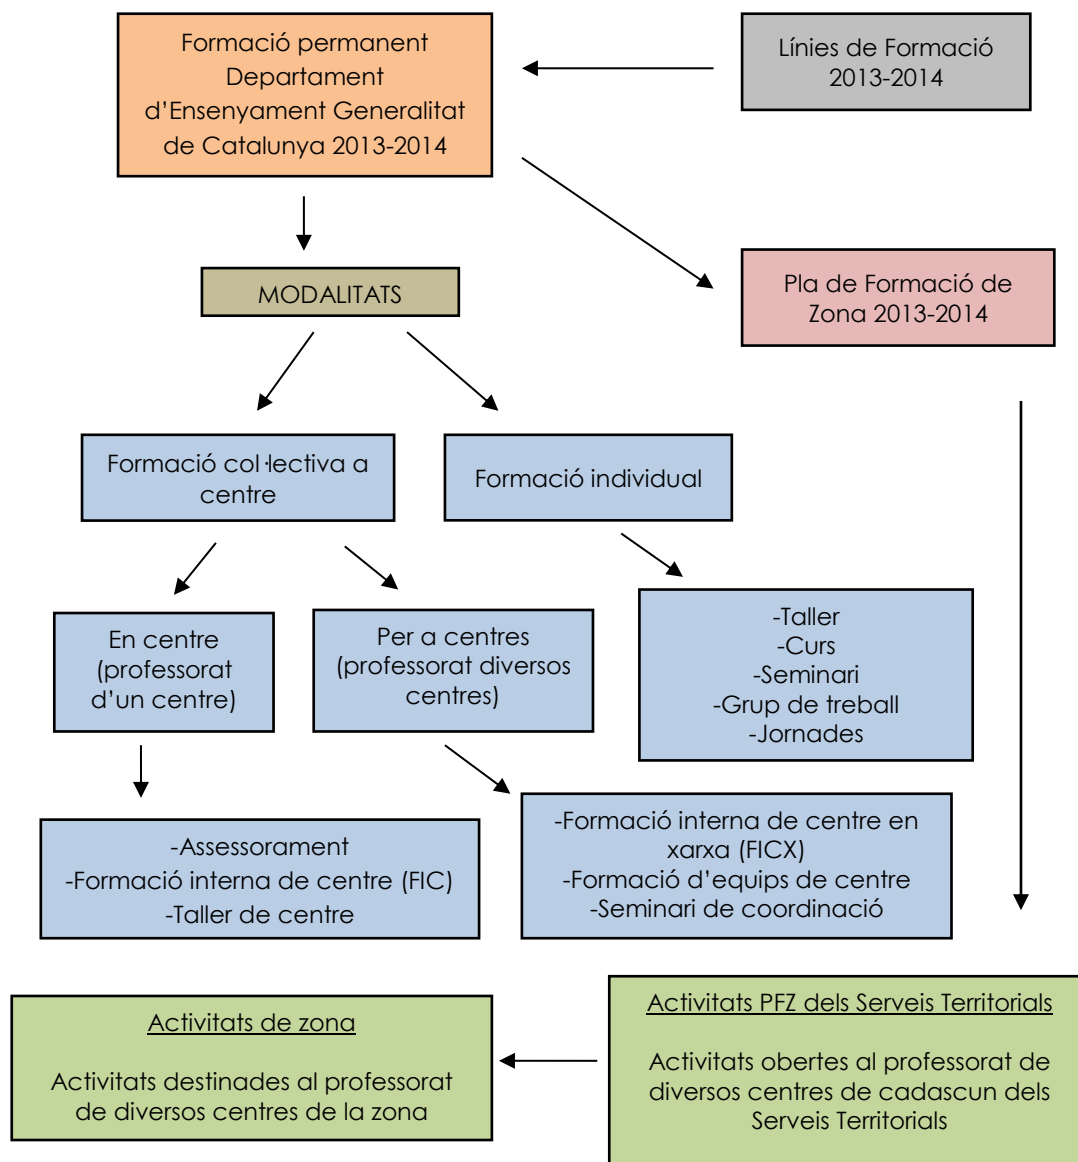 Formació permanent
Departament
d'Ensenyament Generalitat
de Catalunya 2013-2014
Línies de Formació
2013-2014
MODALITATS
Pla de Formació de
Zona 2013-2014
Formació col·lectiva a
centre
Formació individual
En centre
(professorat
d'un centre)
Per a centres
(professorat diversos
centres)
-Taller
-Curs
-Seminari
-Grup de treball
-Jornades
-Assessorament
-Formació interna de centre (FIC)
-Taller de centre
-Formació interna de centre en
xarxa (FICX)
-Formació d'equips de centre
-Seminari de coordinació
Activitats de zona
Activitats destinades al professorat
de diversos centres de la zona
Activitats PFZ dels Serveis Territorials
Activitats obertes al professorat de
diversos centres de cadascun dels
Serveis Territorials